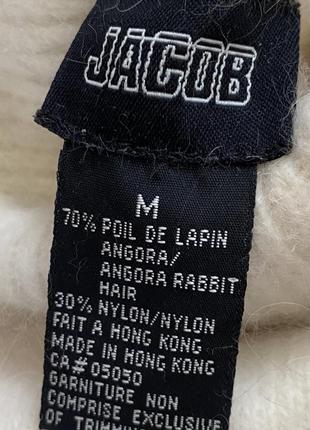 JACOB
M
70% POIL DE LAPIN
ANGORA/
ANGORA RABBIT
HAIR
30% NYLON/NYLON
FAIT A HONG KONG
MADE IN HONG KONG
CA# 05050
GARNITURE NON
COMPRISE EXCLUSIVE
OF TRIMMING